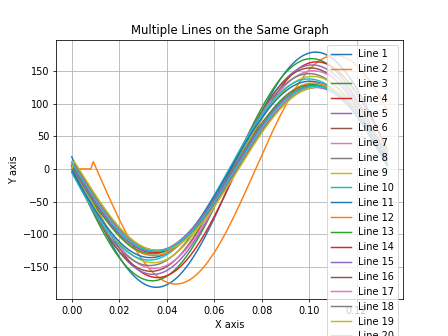 Multiple Lines on the Same Graph
Y axis
150
100
50
0
−50
−100
−150
0.00
0.02
0.04
0.06
0.08
0.10
X axis
Line 1
Line 2
Line 3
Line 4
Line 5
Line 6
Line 7
Line 8
Line 9
Line 10
Line 11
Line 12
Line 13
Line 14
Line 15
Line 16
Line 17
Line 18
Line 19
Line 20